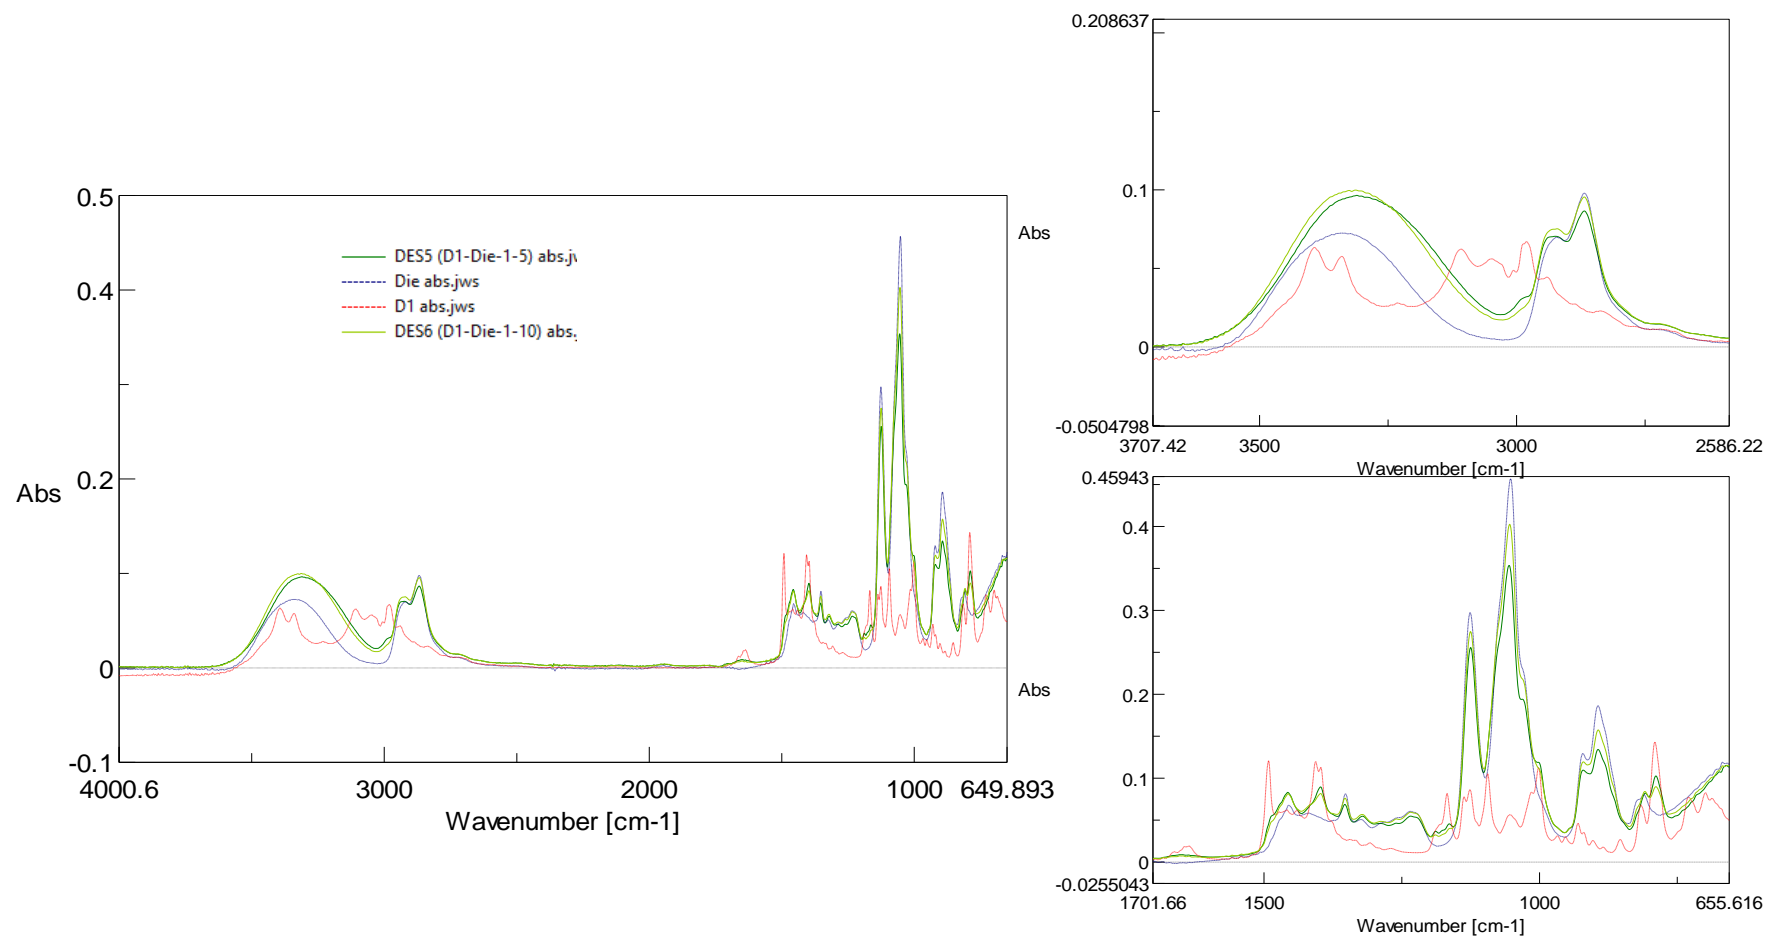 0.5
0.4
0.2
0
-0.1
Abs
4000.6
3000
2000
1000
649.893
Wavenumber [cm-1]
DES5 (D1-Die-1-5) abs.jv
Die abs.jws
D1 abs.jws
DES6 (D1-Die-1-10) abs.
0.208637
0.1
0
-0.0504798
Abs
3707.42
3500
3000
2586.22
Wavenumber [cm-1]
0.45943
0.4
0.3
0.2
0.1
0
-0.0255043
Abs
1701.66
1500
1000
655.616
Wavenumber [cm-1]